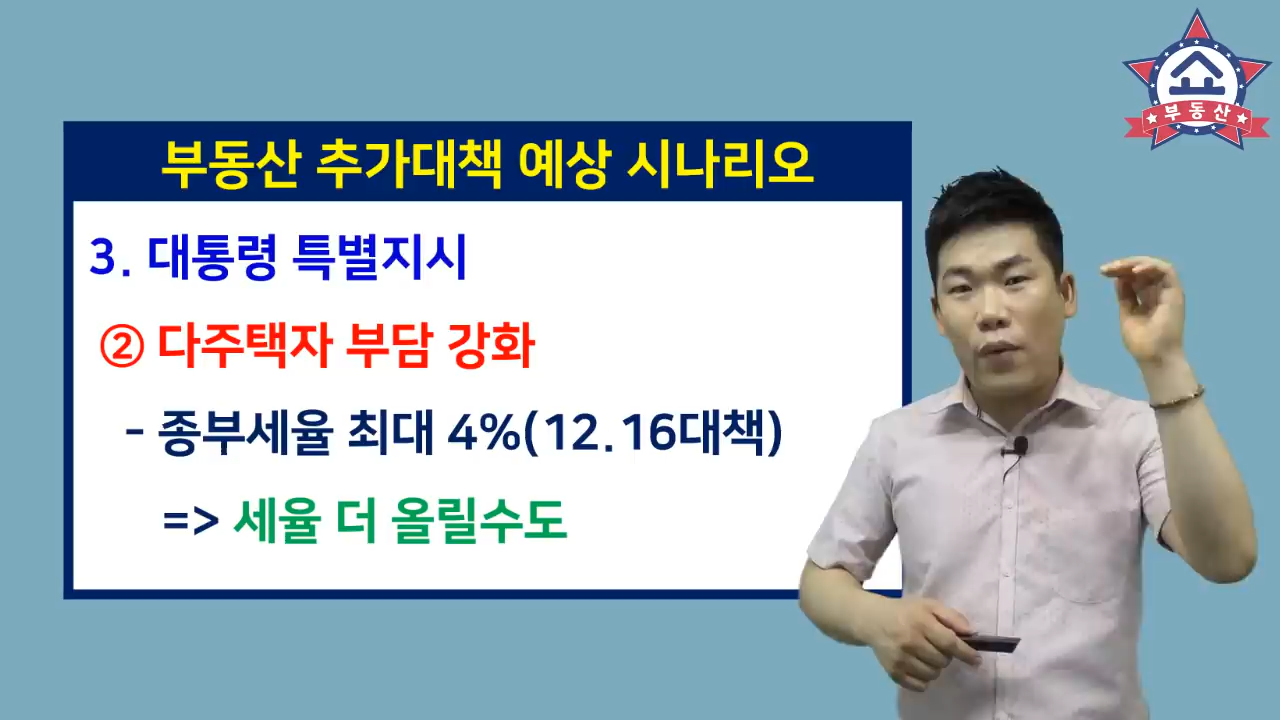 부동산 추가대책 예상 시나리오
3. 대통령 특별지시
② 다주택자 부담 강화
- 종부세율 최대 4%(12.16대책)
=> 세율 더 올릴수도
쇼
부동산